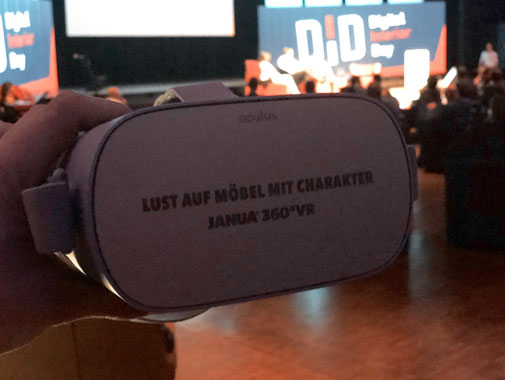 DiD
Digital
Interior
Day
oculus
LUST AUF MÖBEL MIT CHARAKTER
JANUA 360°VR